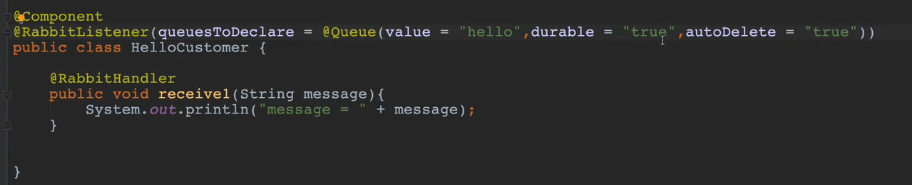 @Component
@RabbitListener(queuesToDeclare = @Queue(value = "hello",durable = "true",autoDelete = "true"))
public class HelloCustomer {
@RabbitHandler
public void receive1(String message){
System.out.println("message = " + message);
}
}